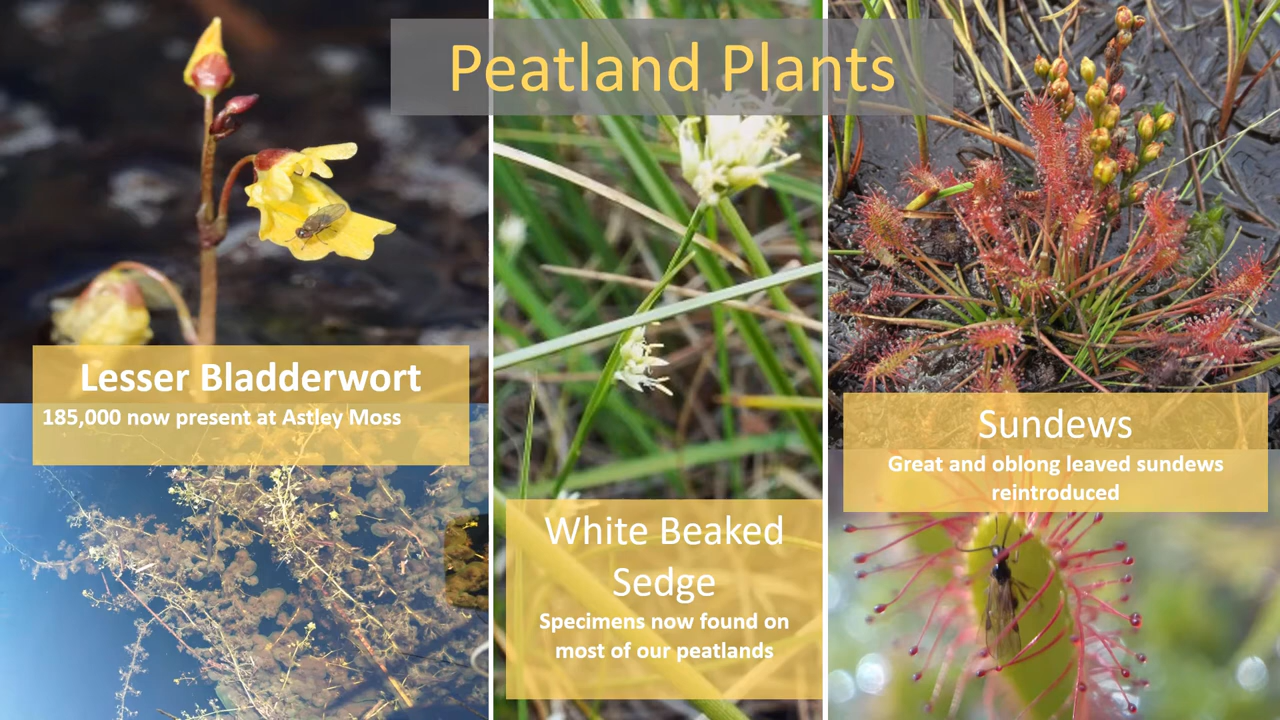 Peatland Plants
Lesser Bladderwort
185,000 now present at Astley Moss
White Beaked
Sedge
Specimens now found on
most of our peatlands
Sundews
Great and oblong leaved sundews
reintroduced